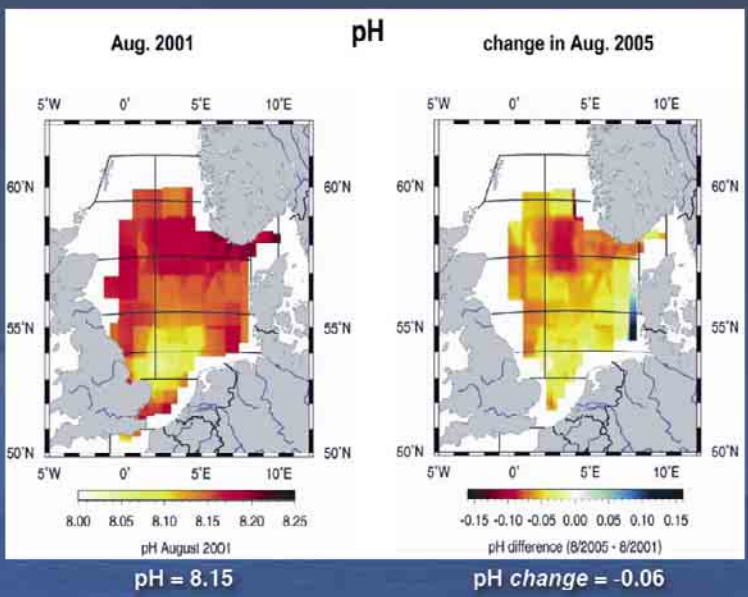 pH
Aug. 2001
change in Aug. 2005
5°W 0° 5°E 10°E
5°W 0° 5°E 10°E
60°N
60°N
60°N
60°N
55°N
55°N
55°N
55°N
50°N
50°N
50°N
50°N
5°W 0° 5°E 10°E
5°W 0° 5°E 10°E
8.00 8.05 8.10 8.15 8.20 8.25
-0.15 -0.10 -0.05 0.00 0.05 0.10 0.15
pH August 2001
pH difference (8/2005 - 8/2001)
pH = 8.15
pH change = -0.06